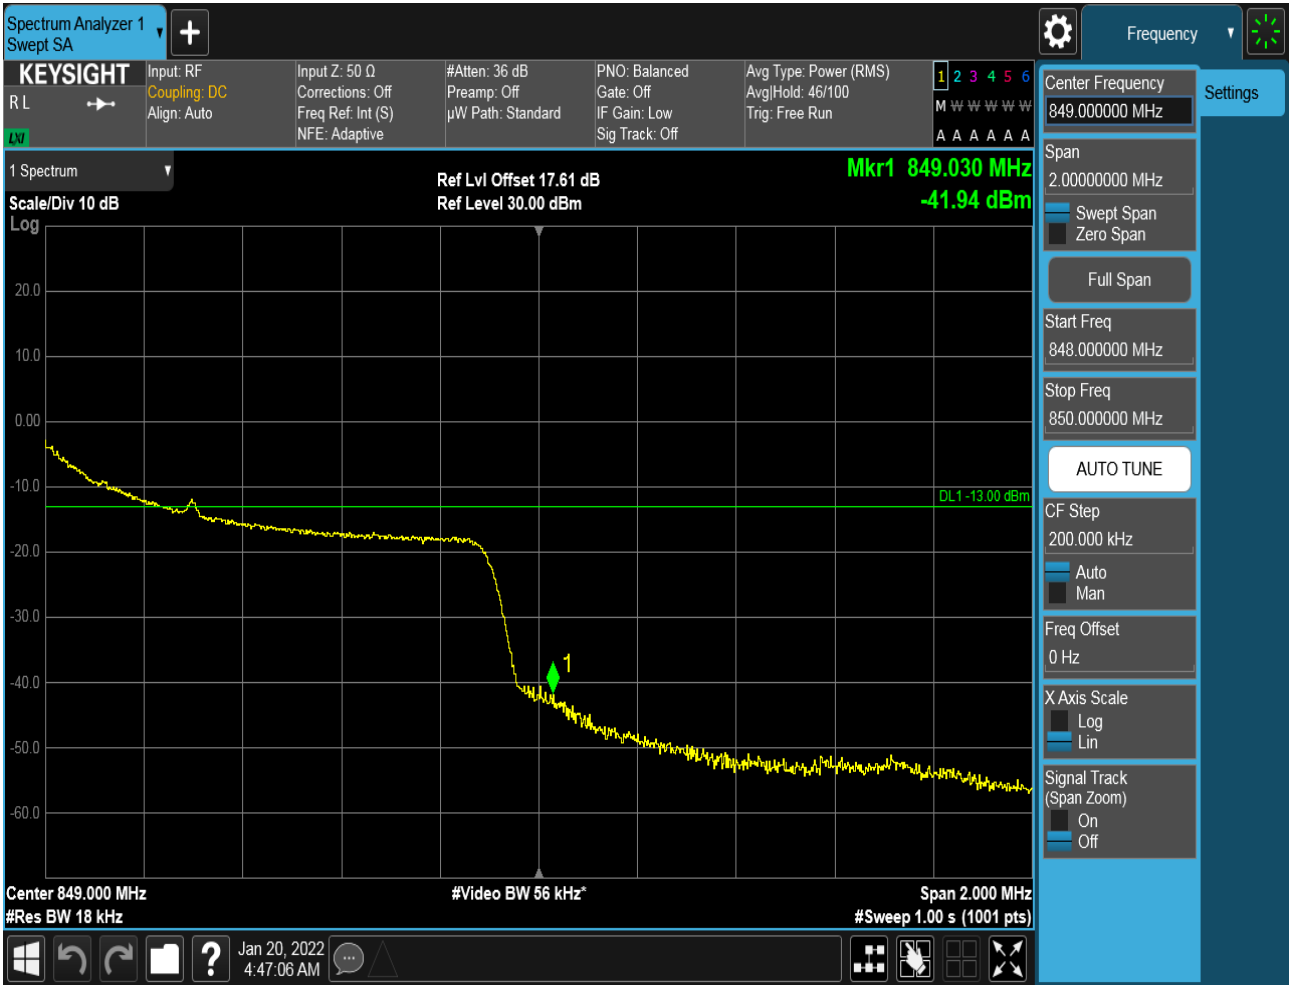 Spectrum Analyzer 1
Swept SA
+
Frequency
KEYSIGHT
R L
LXI
Input: RF
Coupling: DC
Align: Auto
Input Z: 50 Ω
Corrections: Off
Freq Ref: Int (S)
NFE: Adaptive
#Atten: 36 dB
Preamp: Off
µW Path: Standard
PNO: Balanced
Gate: Off
IF Gain: Low
Sig Track: Off
Avg Type: Power (RMS)
Avg|Hold: 46/100
Trig: Free Run
1 2 3 4 5 6
M W W W W W
A A A A A A
1 Spectrum
Scale/Div 10 dB
Log
Ref Lvl Offset 17.61 dB
Ref Level 30.00 dBm
Mkr1 849.030 MHz
-41.94 dBm
20.0
10.0
0.00
-10.0
-20.0
-30.0
-40.0
-50.0
-60.0
DL1 -13.00 dBm
1
Center 849.000 MHz
#Res BW 18 kHz
#Video BW 56 kHz*
Span 2.000 MHz
#Sweep 1.00 s (1001 pts)
Center Frequency
849.000000 MHz
Span
2.00000000 MHz
Swept Span
Zero Span
Full Span
Start Freq
848.000000 MHz
Stop Freq
850.000000 MHz
AUTO TUNE
CF Step
200.000 kHz
Auto
Man
Freq Offset
0 Hz
X Axis Scale
Log
Lin
Signal Track
(Span Zoom)
On
Off
Settings
?
Jan 20, 2022
4:47:06 AM